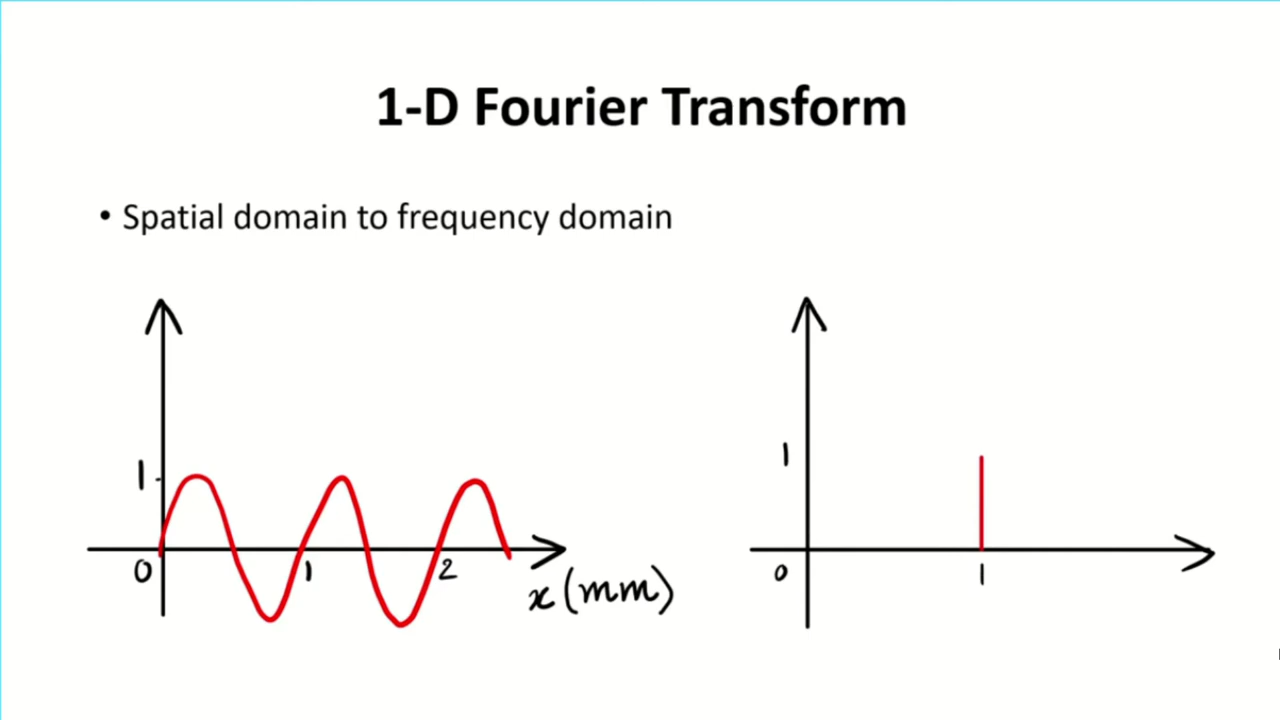 1-D Fourier Transform
• Spatial domain to frequency domain
1
0
1
2
x (mm)
1
0
1